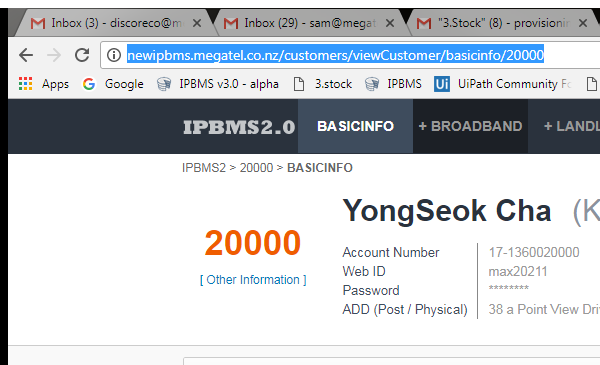 Inbox (3) - discoreco@m
Inbox (29) - sam@megat
"3.Stock" (8) - provisionin
newipbms.megatel.co.nz/customers/viewCustomer/basicinfo/20000
Apps Google IPBMS v3.0 - alpha 3.stock IPBMS Ui UiPath Community Fo
IPBMS2.0 BASICINFO + BROADBAND + LANDL
IPBMS2 > 20000 > BASICINFO
YongSeok Cha (K
20000
[ Other Information ]
Account Number 17-1360020000
Web ID max20211
Password ********
ADD (Post / Physical) 38 a Point View Dri